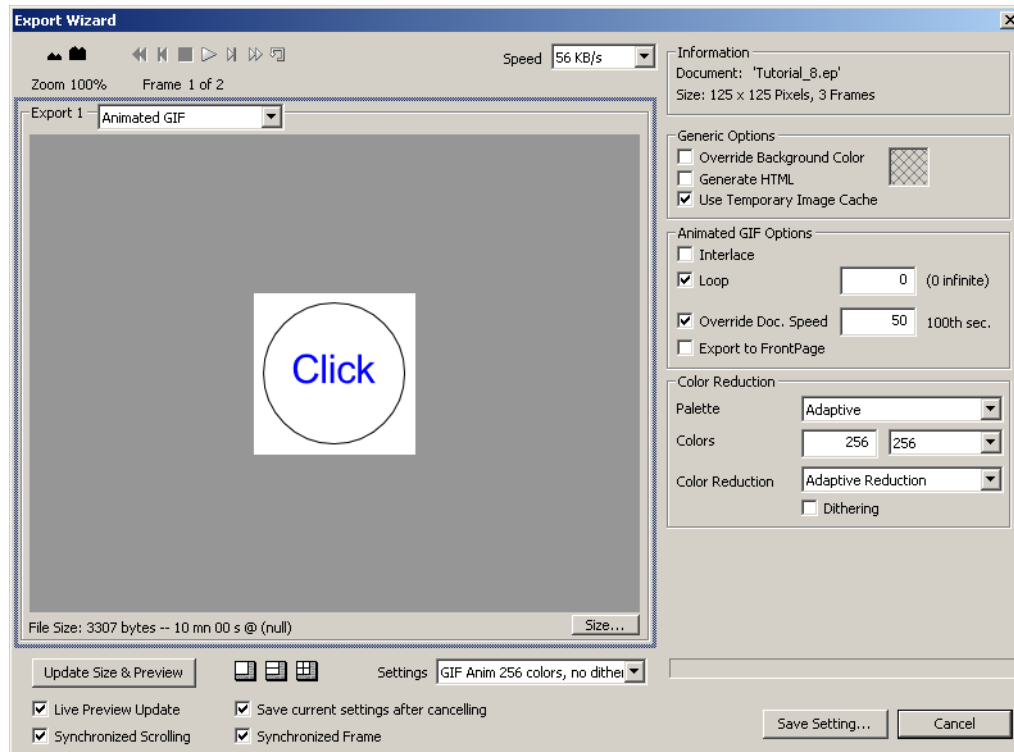 Export Wizard
Speed 56 KB/s
Zoom 100% Frame 1 of 2
Export 1 Animated GIF
Click
File Size: 3307 bytes -- 10 mn 00 s @ (null)
Size...
Information
Document: 'Tutorial_8.ep'
Size: 125 x 125 Pixels, 3 Frames
Generic Options
Override Background Color
Generate HTML
Use Temporary Image Cache
Animated GIF Options
Interlace
Loop 0 (0 infinite)
Override Doc. Speed 50 100th sec.
Export to FrontPage
Color Reduction
Palette Adaptive
Colors 256 256
Color Reduction Adaptive Reduction
Dithering
Update Size & Preview
Settings GIF Anim 256 colors, no dither
Live Preview Update
Save current settings after cancelling
Synchronized Scrolling
Synchronized Frame
Save Setting...
Cancel